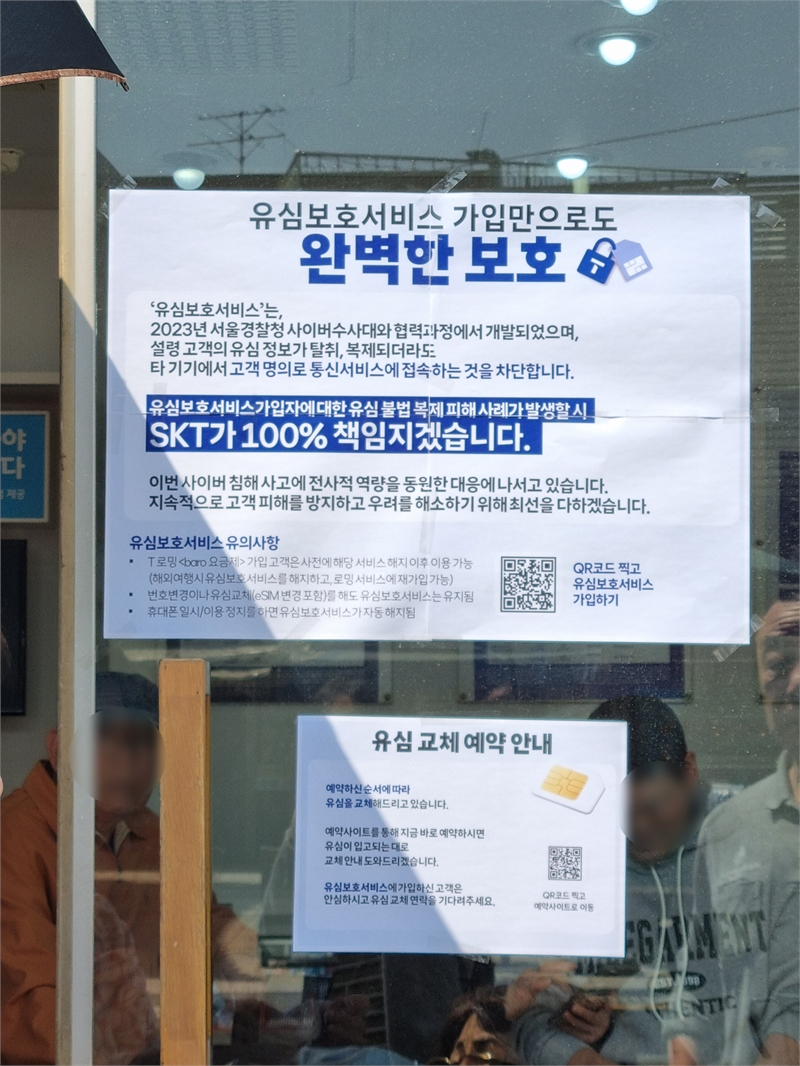 유심보호서비스 가입만으로도
완벽한 보호
'유심보호서비스'는,
2023년 서울경찰청 사이버수사대와 협력과정에서 개발되었으며,
설령 고객의 유심 정보가 탈취, 복제되더라도
타 기기에서 고객 명의로 통신서비스에 접속하는 것을 차단합니다.
유심보호서비스 가입자에 대한 유심 불법 복제 피해 사례가 발생할 시
SKT가 100% 책임지겠습니다.
이번 사이버 침해 사고에 전사적 역량을 동원한 대응에 나서고 있습니다.
지속적으로 고객 피해를 방지하고 우려를 해소하기 위해 최선을 다하겠습니다.
유심보호서비스 유의사항
▪ T 로밍 <baro 요금제> 가입 고객은 사전에 해당 서비스 해지 이후 이용 가능
(해외여행시 유심보호서비스를 해지하고, 로밍 서비스에 재가입 가능)
▪ 번호변경이나 유심교체(eSIM 변경 포함)를 해도 유심보호서비스는 유지됨
▪ 휴대폰 일시/이용 정지를 하면 유심보호서비스가 자동 해지됨
QR코드 찍고
유심보호서비스
가입하기
야
다
제공
유심 교체 예약 안내
예약하신 순서에 따라
유심을 교체해드리고 있습니다.
예약사이트를 통해 지금 바로 예약하시면
유심이 입고되는 대로
교체 안내 도와드리겠습니다.
유심보호서비스에 가입하신 고객은
안심하시고 유심 교체 연락을 기다려주세요.
QR코드 찍고
예약사이트로 이동